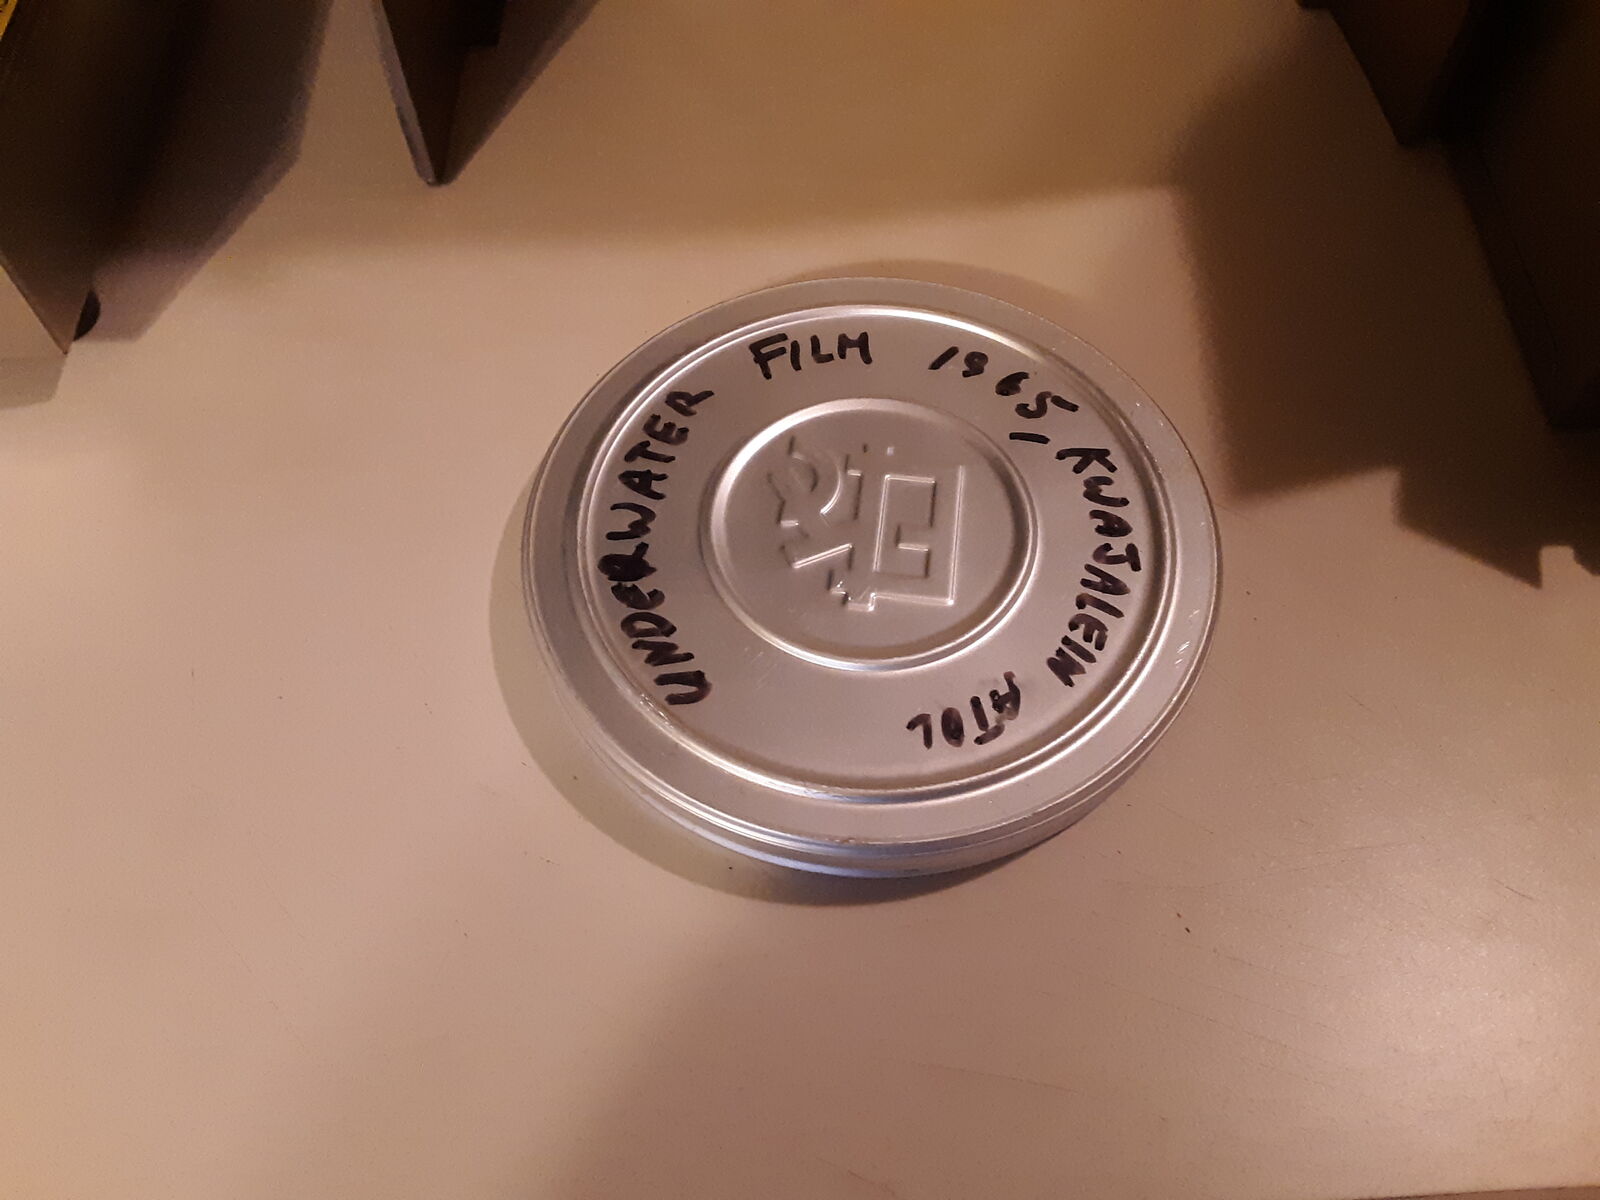 UNDERWATER FILM 1965, KWAJALEIN ATOL